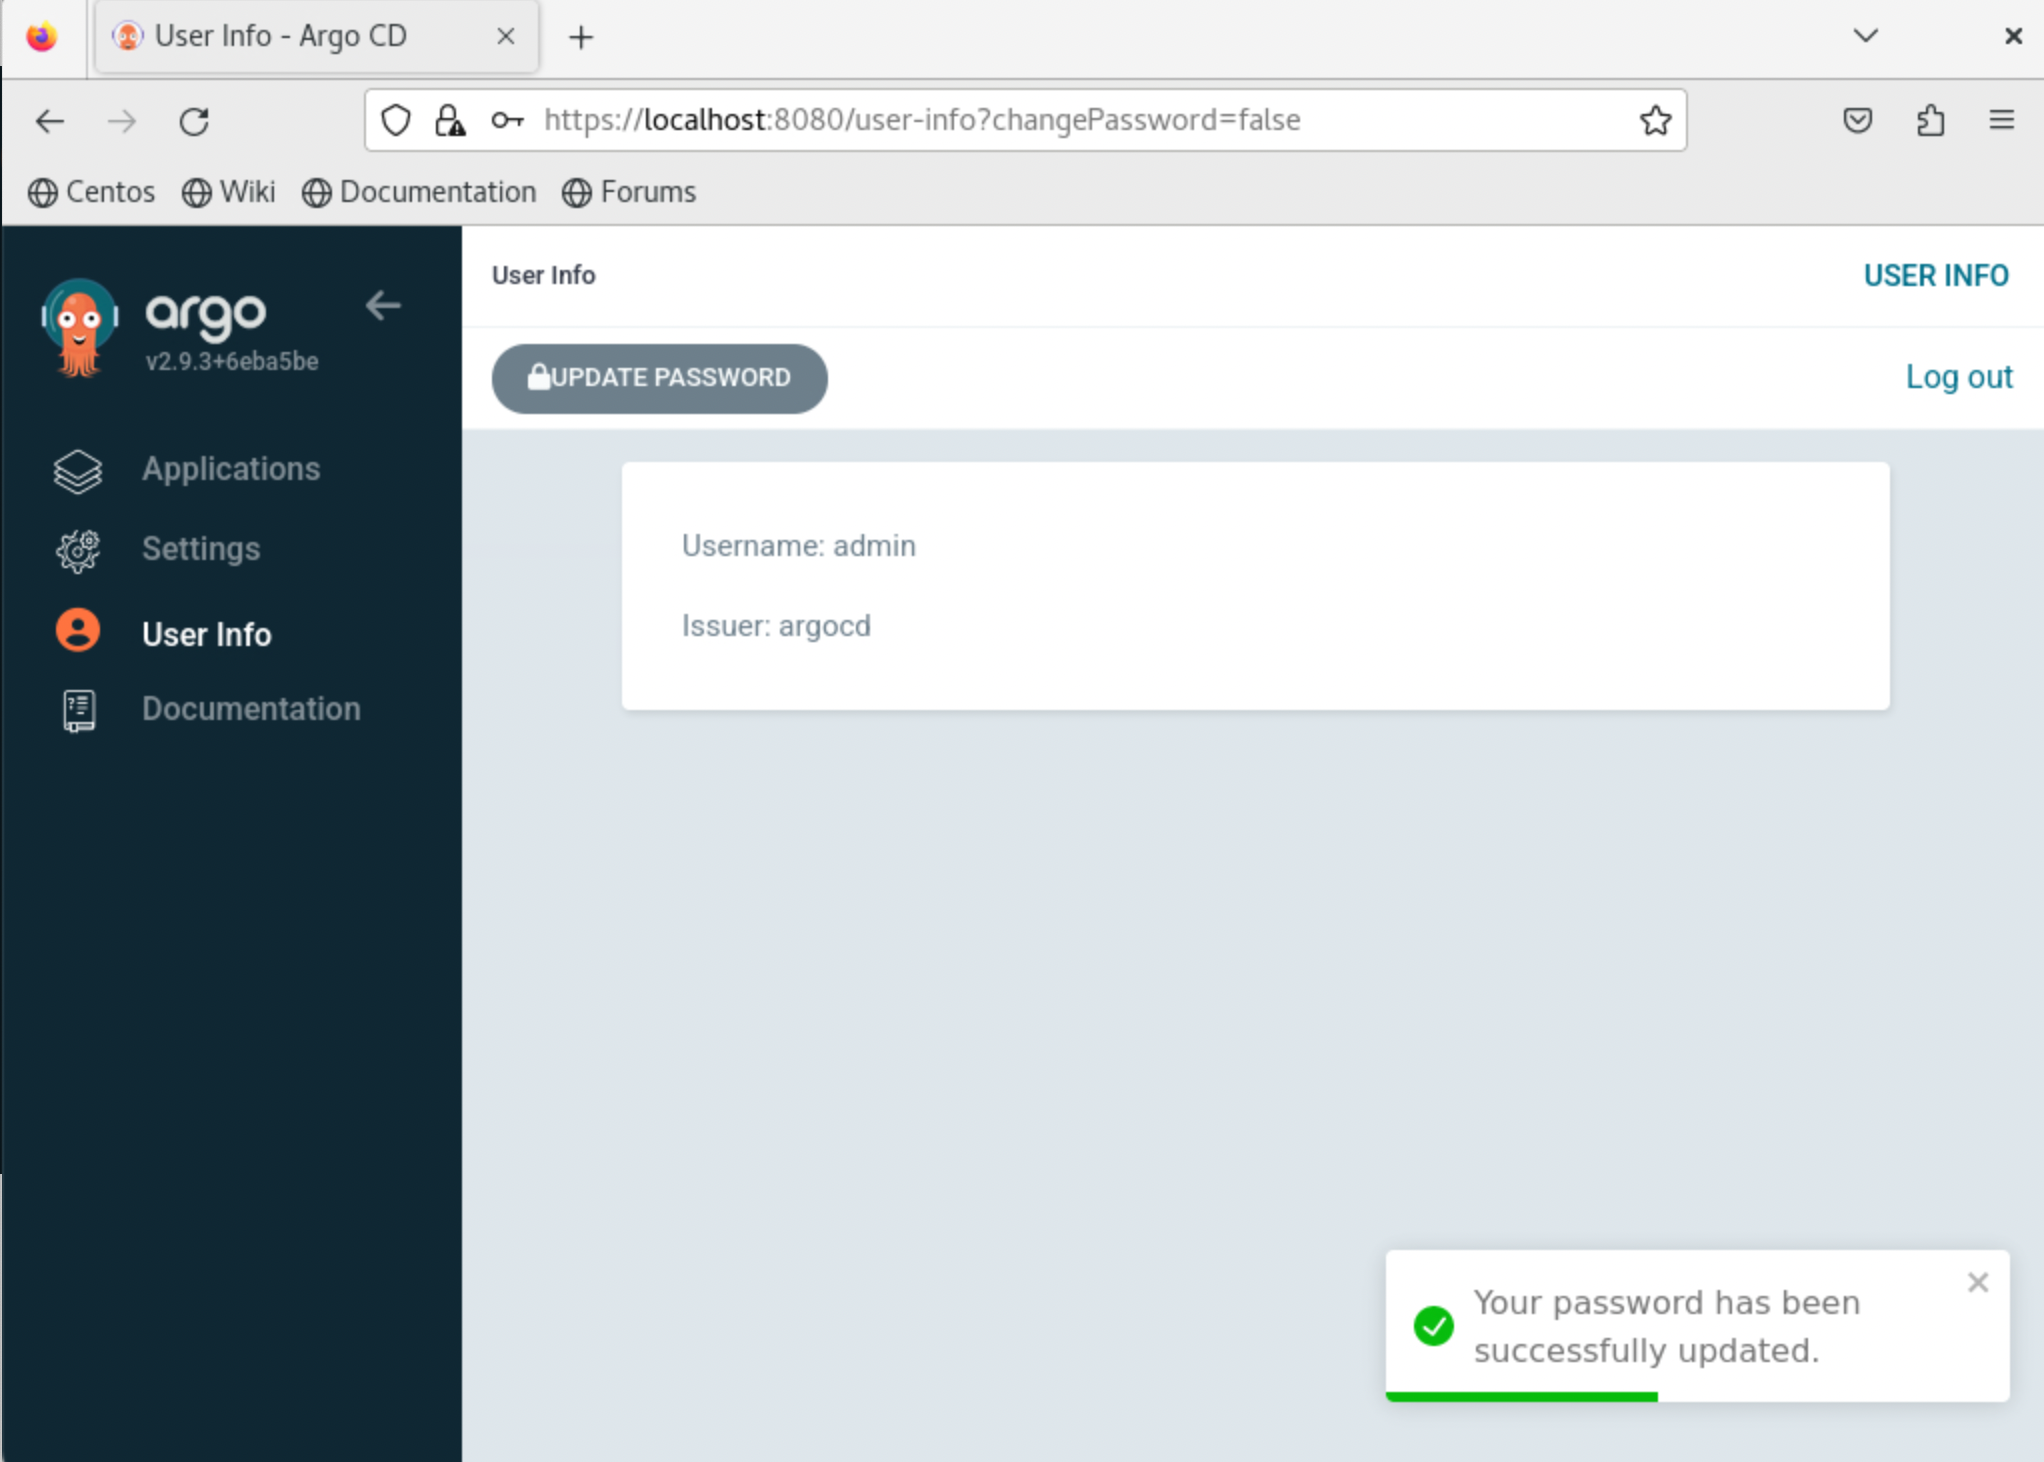 User Info - Argo CD
https://localhost:8080/user-info?changePassword=false
Centos Wiki Documentation Forums
argo
v2.9.3+6eba5be
User Info
USER INFO
UPDATE PASSWORD
Log out
Applications
Settings
User Info
Documentation
Username: admin
Issuer: argocd
Your password has been
successfully updated.